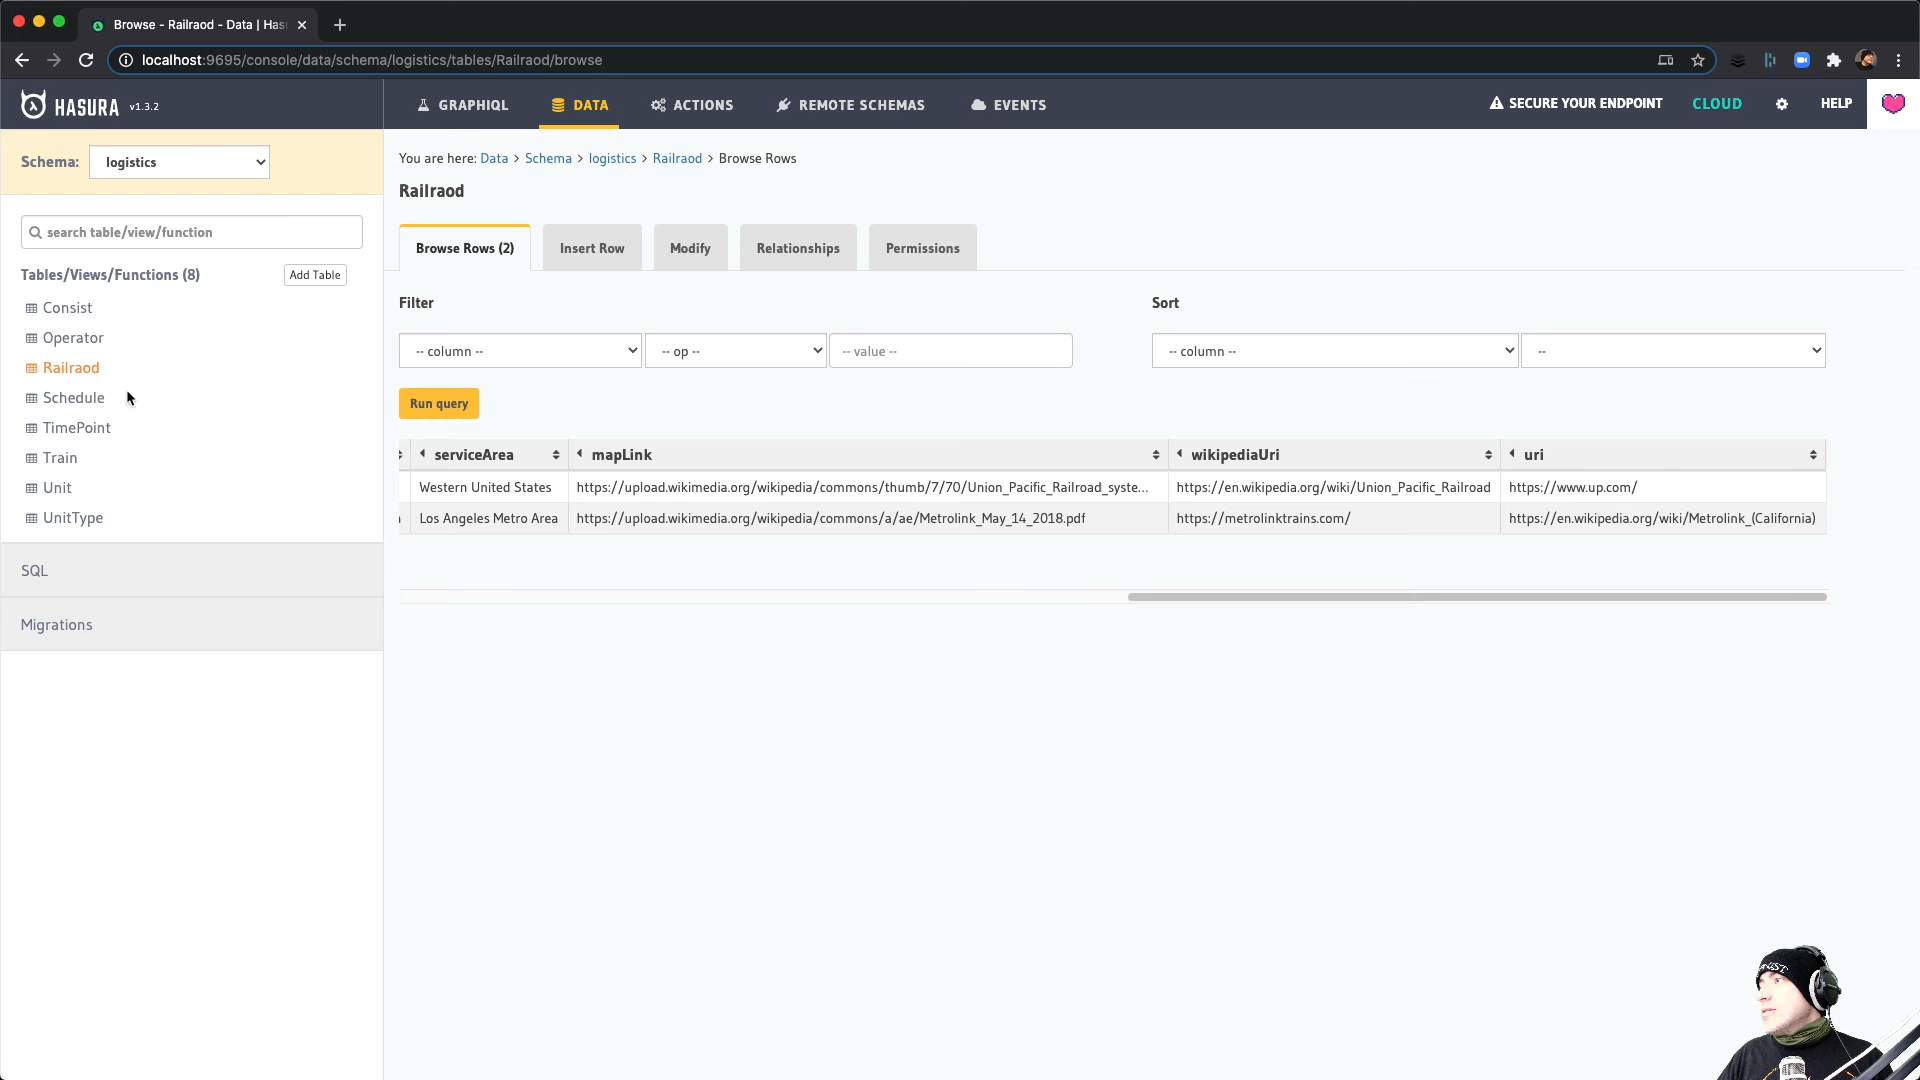 Browse - Railraod - Data | Has
localhost:9695/console/data/schema/logistics/tables/Railraod/browse
HASURA v1.3.2
GRAPHIQL
DATA
ACTIONS
REMOTE SCHEMAS
EVENTS
SECURE YOUR ENDPOINT
CLOUD
HELP
Schema: logistics
search table/view/function
Tables/Views/Functions (8)
Add Table
Consist
Operator
Railraod
Schedule
TimePoint
Train
Unit
UnitType
SQL
Migrations
You are here: Data > Schema > logistics > Railraod > Browse Rows
Railraod
Browse Rows (2)
Insert Row
Modify
Relationships
Permissions
Filter
Sort
-- column --
-- op --
-- value --
-- column --
--
Run query
serviceArea mapLink wikipediaUri uri
Western United States https://upload.wikimedia.org/wikipedia/commons/thumb/7/70/Union_Pacific_Railroad_syste... https://en.wikipedia.org/wiki/Union_Pacific_Railroad https://www.up.com/
Los Angeles Metro Area https://upload.wikimedia.org/wikipedia/commons/a/ae/Metrolink_May_14_2018.pdf https://metrolinktrains.com/ https://en.wikipedia.org/wiki/Metrolink_(California)